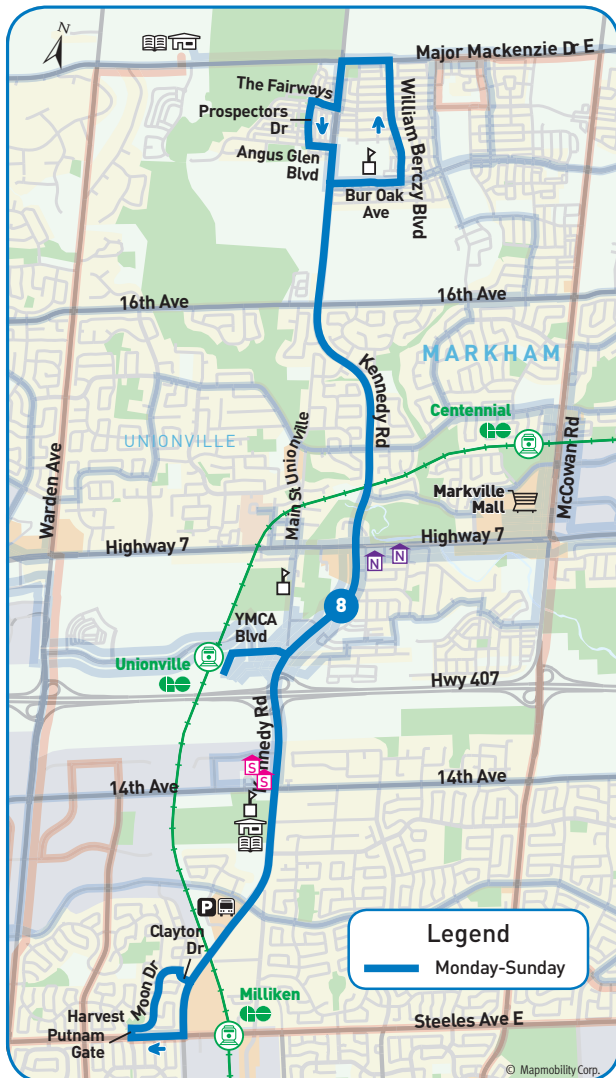 N
Major Mackenzie Dr E
The Fairways
Prospectors
Dr
Angus Glen
Blvd
William Berczy Blvd
Bur Oak
Ave
16th Ave
16th Ave
MARKHAM
Kennedy Rd
Centennial
UNIONVILLE
Main St Unionville
Warden Ave
McCowan Rd
Markville
Mall
Highway 7
Highway 7
N
N
8
YMCA
Blvd
Unionville
Hwy 407
Kennedy Rd
S
S
14th Ave
14th Ave
P
Clayton
Dr
Legend
Monday-Sunday
Harvest
Moon Dr
Putnam
Gate
Milliken
Steeles Ave E
© Mapmobility Corp.